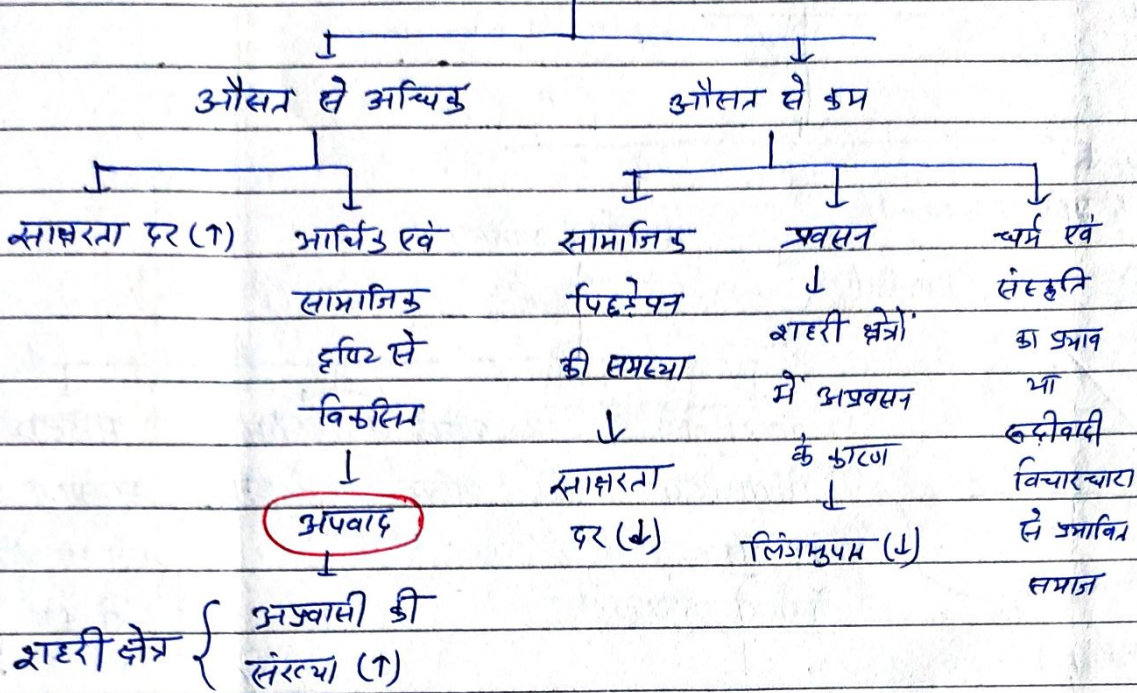 औसत से अधिक
औसत से कम
साक्षरता दर (↑)
आर्थिक एवं
सामाजिक
दृष्टि से
विकसित
↓
अपवाद
↓
शहरी क्षेत्र {
अप्रवासी की
संख्या (↑)
सामाजिक
पिछड़ेपन
की समस्या
↓
साक्षरता
दर (↓)
प्रवसन
↓
शहरी क्षेत्रों
में अप्रवसन
के कारण
↓
लिंगानुपात (↓)
धर्म एवं
संस्कृति
का प्रभाव
या
रूढ़ीवादी
विचारधारा
से प्रभावित
समाज